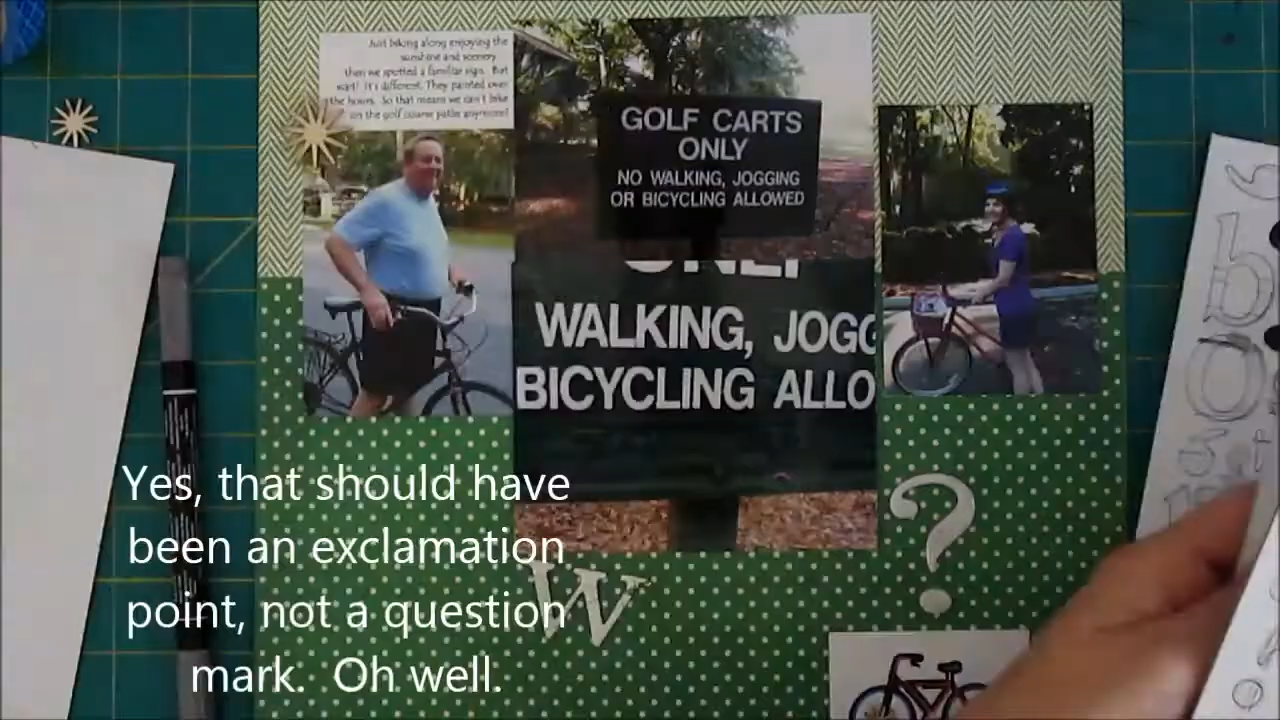 Just biking along enjoying the
sunshine and scenery
then we spotted a familiar sign. But
wait! It's different. They painted over
the hours. So that means we can't bike
on the golf course paths anymore!
GOLF CARTS
ONLY
NO WALKING, JOGGING
OR BICYCLING ALLOWED
ONLY
WALKING, JOGG
BICYCLING ALLO
?
W
b
Yes, that should have
been an exclamation
point, not a question
mark. Oh well.